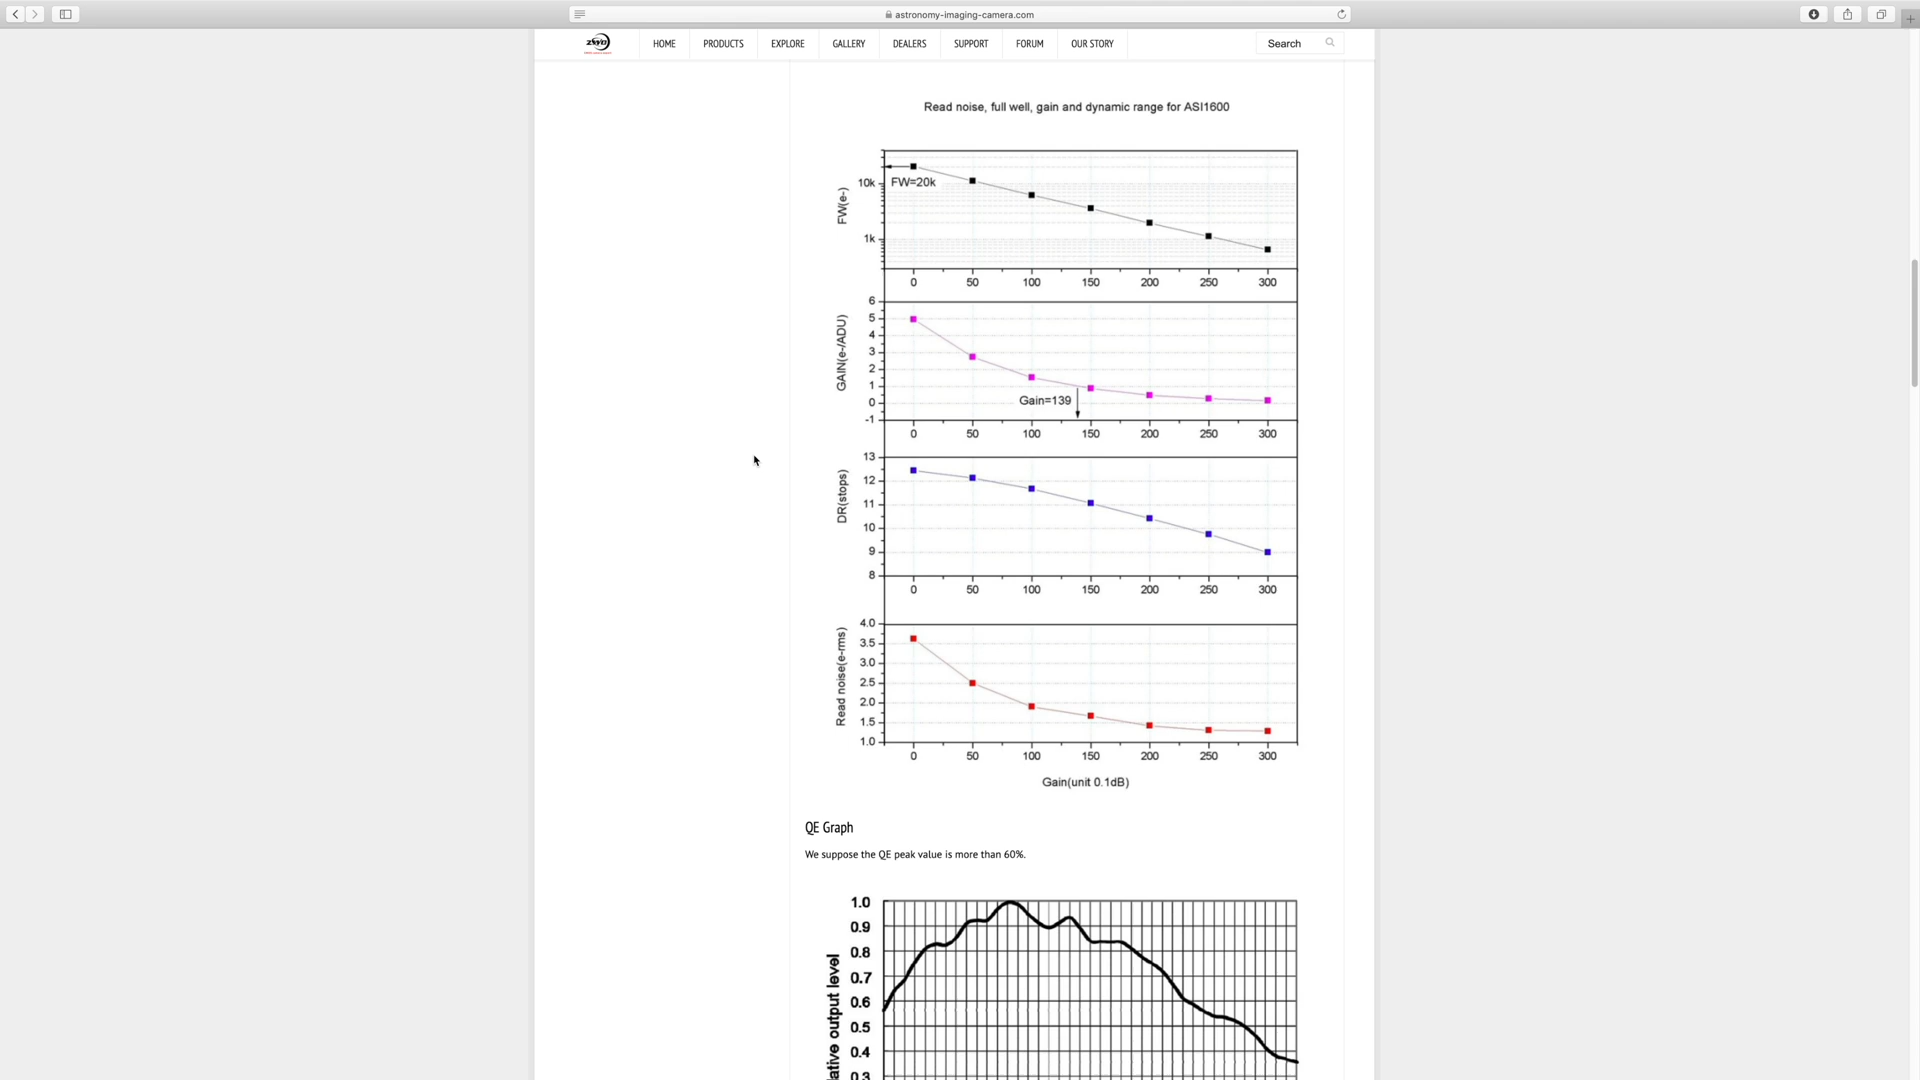 astronomy-imaging-camera.com
ZWO
HOME PRODUCTS EXPLORE GALLERY DEALERS SUPPORT FORUM OUR STORY Search
Read noise, full well, gain and dynamic range for ASI1600
FW(e-)
10k
1k
FW=20k
0 50 100 150 200 250 300
GAIN(e-/ADU)
6
5
4
3
2
1
0
-1
Gain=139
0 50 100 150 200 250 300
DR(stops)
13
12
11
10
9
8
0 50 100 150 200 250 300
Read noise(e-rms)
4.0
3.5
3.0
2.5
2.0
1.5
1.0
0 50 100 150 200 250 300
Gain(unit 0.1dB)
QE Graph
We suppose the QE peak value is more than 60%.
ative output level
1.0
0.9
0.8
0.7
0.6
0.5
0.4
0.3